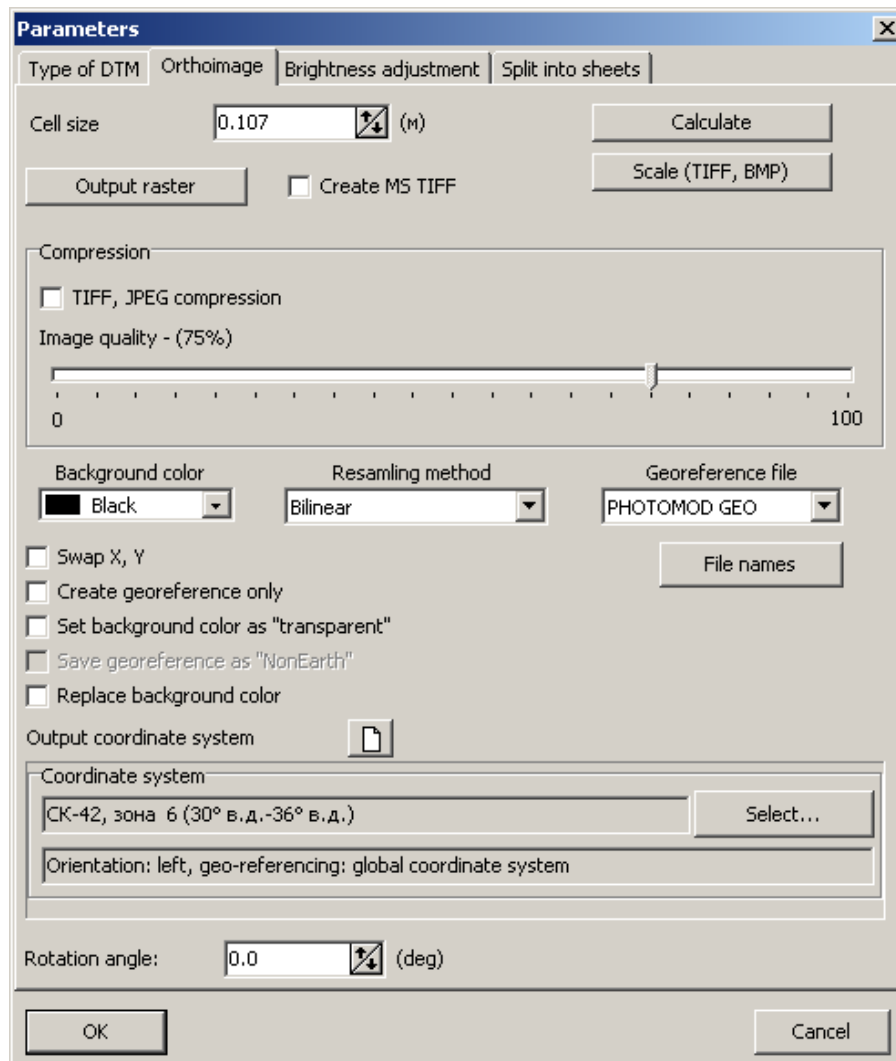 Parameters
Type of DTM Orthoimage Brightness adjustment Split into sheets
Cell size 0.107 (м) Calculate
Output raster Create MS TIFF Scale (TIFF, BMP)
Compression
TIFF, JPEG compression
Image quality - (75%)
0 100
Background color Resamling method Georeference file
Black Bilinear PHOTOMOD GEO
Swap X, Y File names
Create georeference only
Set background color as "transparent"
Save georeference as "NonEarth"
Replace background color
Output coordinate system
Coordinate system
СК-42, зона 6 (30° в.д.-36° в.д.) Select...
Orientation: left, geo-referencing: global coordinate system
Rotation angle: 0.0 (deg)
OK Cancel